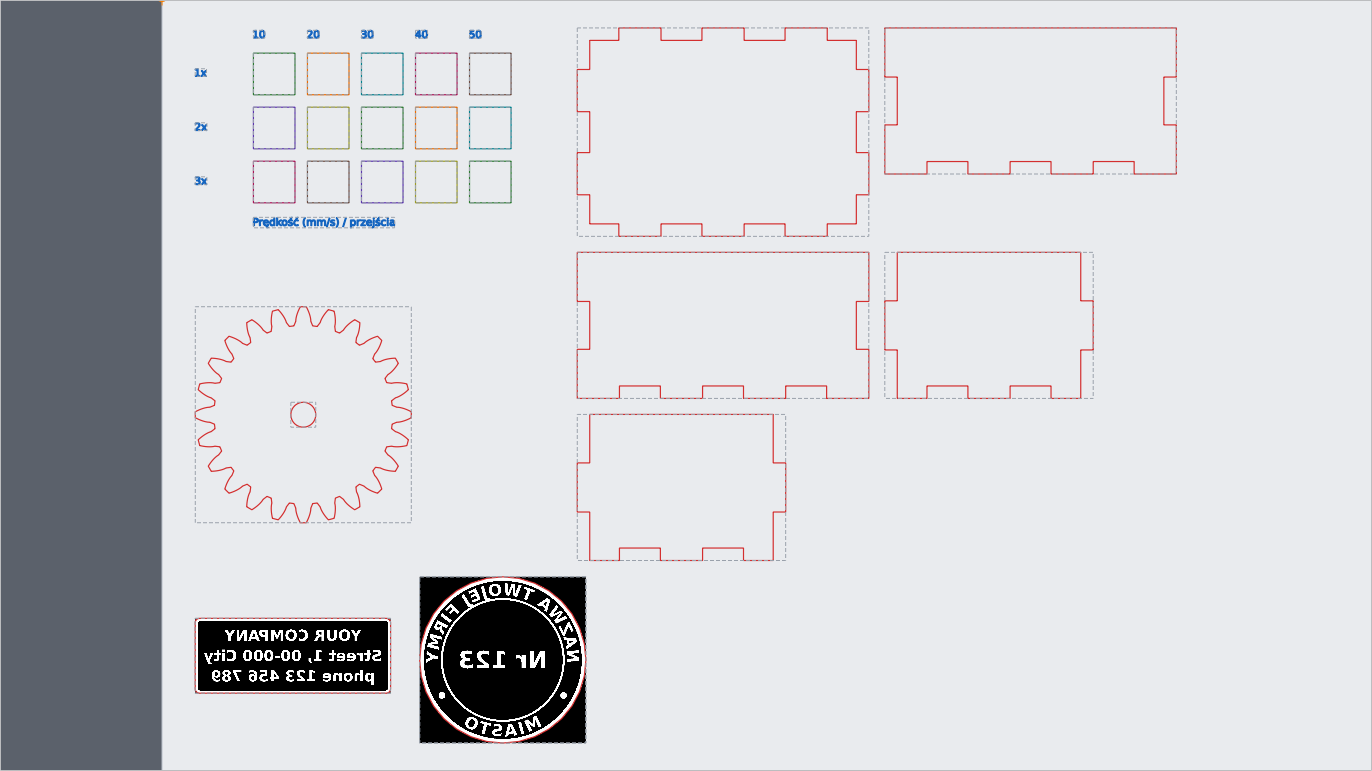 10 20 30 40 50
1x
2x
3x
Prędkość (mm/s) / przejścia
YOUR COMPANY
Street 1, 00-000 City
phone 123 456 789
NAZWA TWOJEJ FIRMY
Nr 123
MIASTO